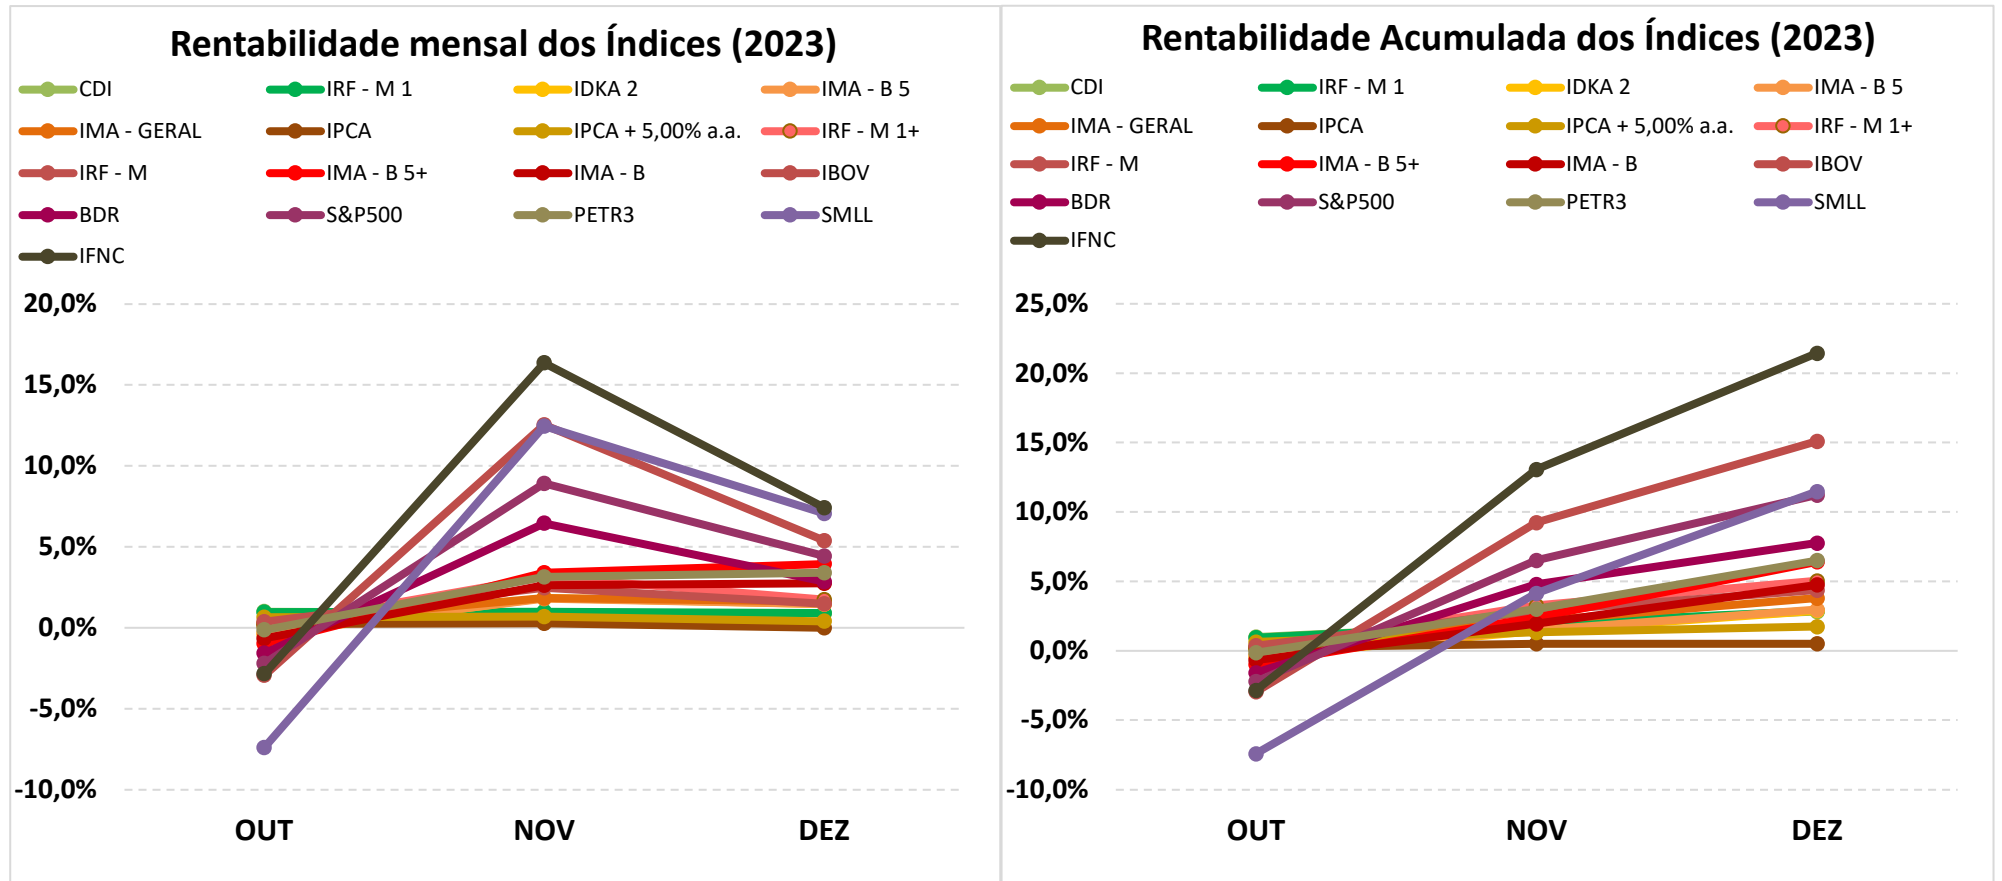 Rentabilidade mensal dos Índices (2023)
CDI IRF - M 1 IDKA 2 IMA - B 5
IMA - GERAL IPCA IPCA + 5,00% a.a. IRF - M 1+
IRF - M IMA - B 5+ IMA - B IBOV
BDR S&P500 PETR3 SMLL
IFNC
20,0%
15,0%
10,0%
5,0%
0,0%
-5,0%
-10,0%
OUT NOV DEZ
Rentabilidade Acumulada dos Índices (2023)
CDI IRF - M 1 IDKA 2 IMA - B 5
IMA - GERAL IPCA IPCA + 5,00% a.a. IRF - M 1+
IRF - M IMA - B 5+ IMA - B IBOV
BDR S&P500 PETR3 SMLL
IFNC
25,0%
20,0%
15,0%
10,0%
5,0%
0,0%
-5,0%
-10,0%
OUT NOV DEZ